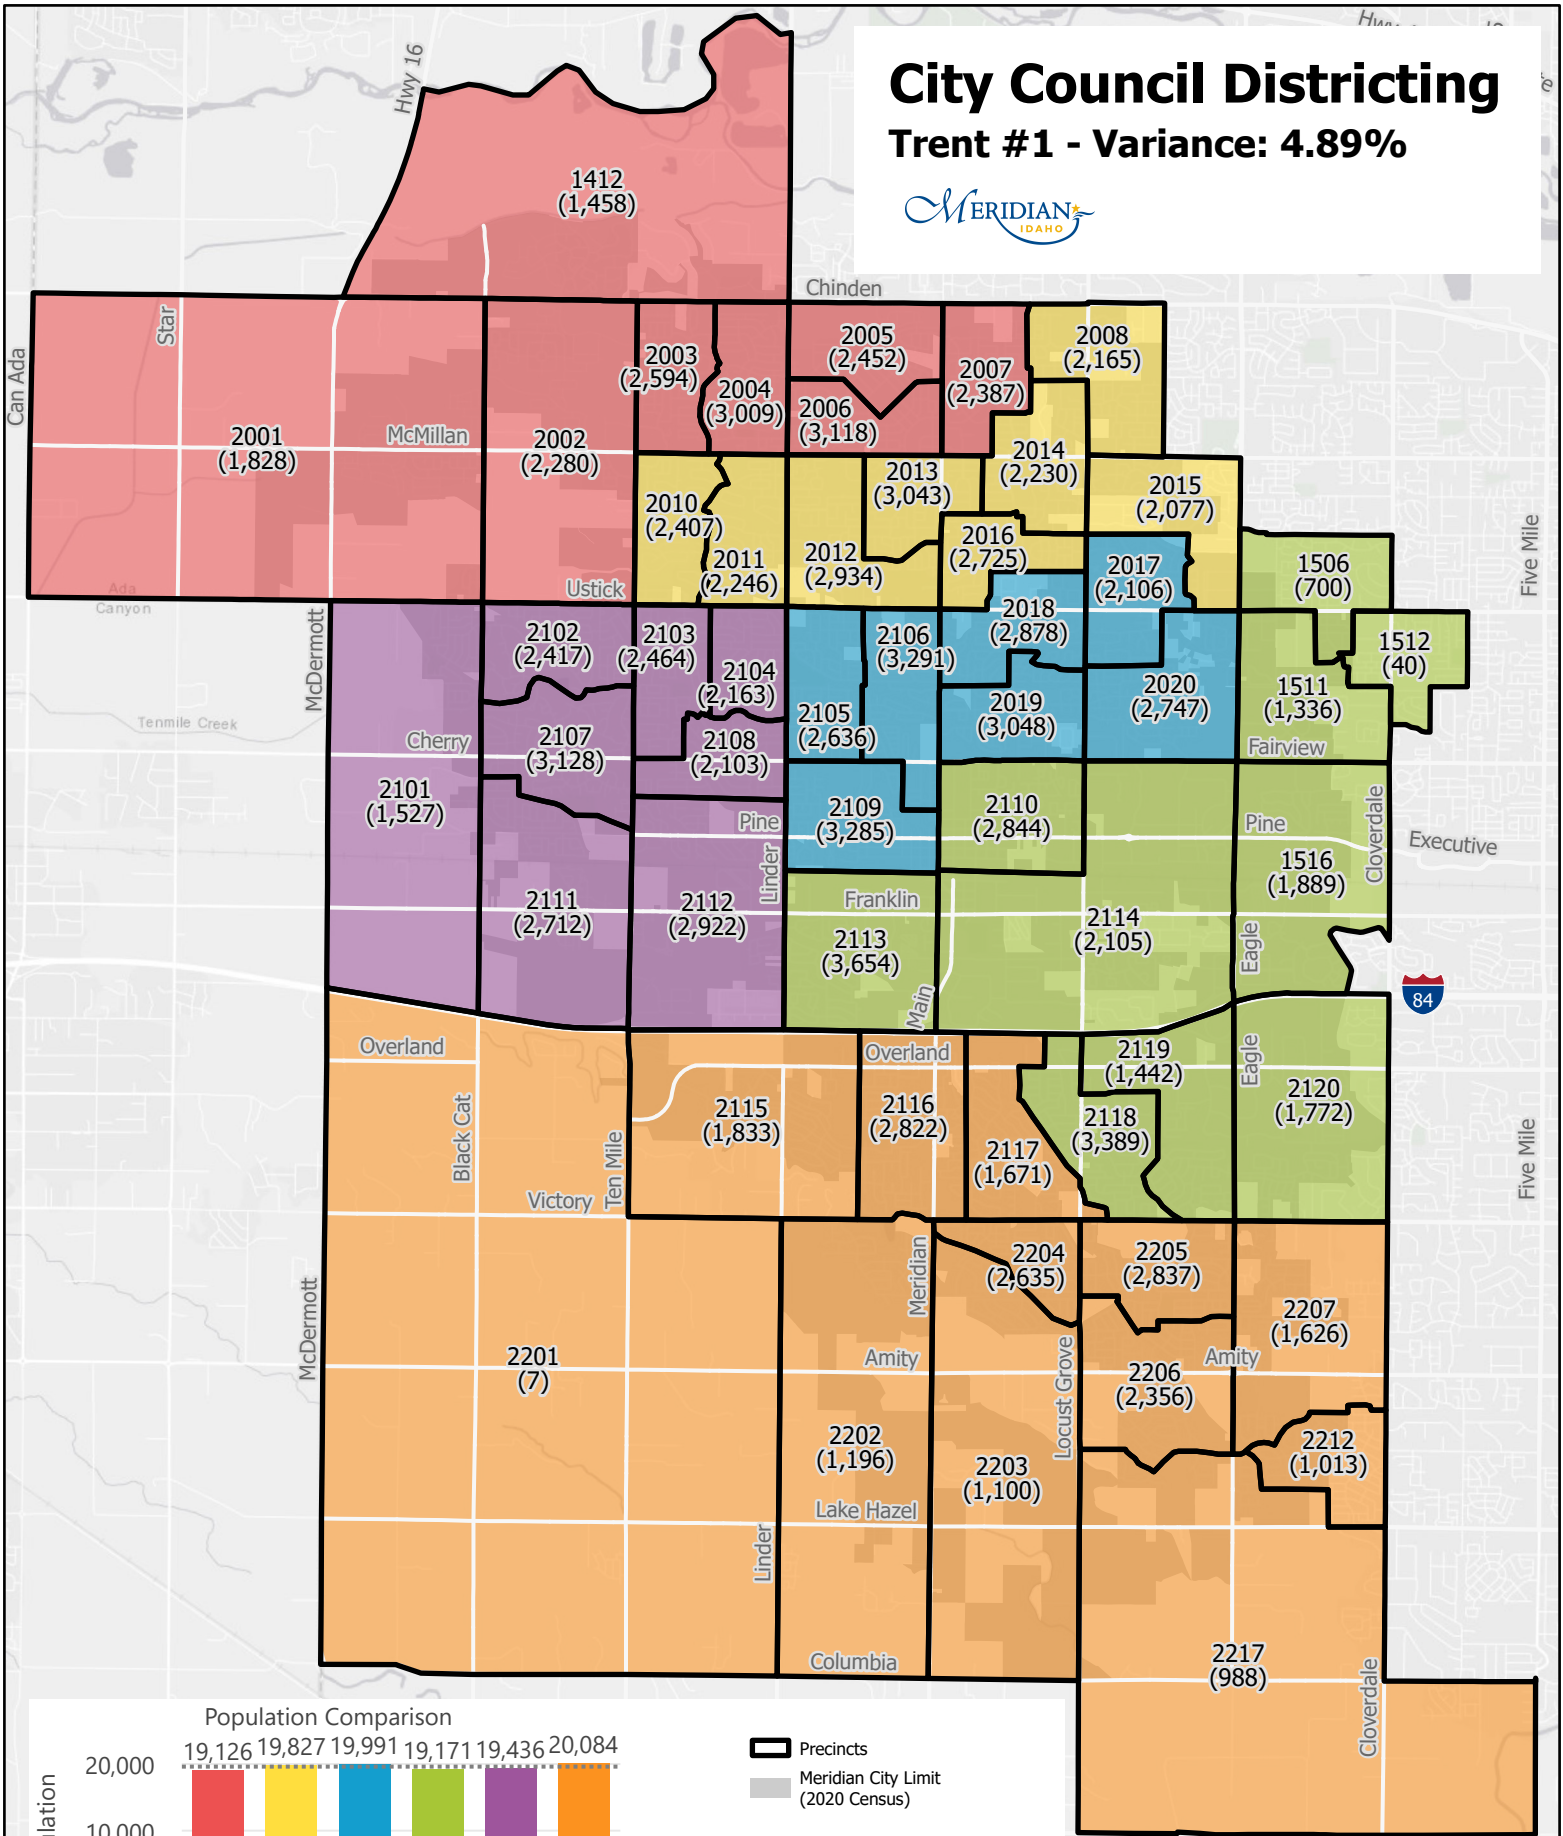 City Council Districting
Trent #1 - Variance: 4.89%
MERIDIAN
IDAHO
Hwy 16
1412
(1,458)
Chinden
Star
Can Ada
2003
(2,594)
2004
(3,009)
2005
(2,452)
2006
(3,118)
2007
(2,387)
2008
(2,165)
2001
(1,828)
McMillan
2002
(2,280)
2010
(2,407)
2011
(2,246)
2012
(2,934)
2013
(3,043)
2014
(2,230)
2015
(2,077)
2016
(2,725)
2017
(2,106)
1506
(700)
Five Mile
Ada
Canyon
Ustick
McDermott
2102
(2,417)
2103
(2,464)
2104
(2,163)
2106
(3,291)
2018
(2,878)
1512
(40)
2105
(2,636)
2019
(3,048)
2020
(2,747)
1511
(1,336)
Tenmile Creek
Cherry
2107
(3,128)
2108
(2,103)
Fairview
2101
(1,527)
Pine
Linder
2109
(3,285)
2110
(2,844)
Pine
Cloverdale
Executive
1516
(1,889)
2111
(2,712)
2112
(2,922)
Franklin
2113
(3,654)
Main
2114
(2,105)
Eagle
84
Overland
Overland
2119
(1,442)
Eagle
2120
(1,772)
Black Cat
Ten Mile
2115
(1,833)
2116
(2,822)
2117
(1,671)
2118
(3,389)
Five Mile
Victory
McDermott
Meridian
2204
(2,635)
2205
(2,837)
2207
(1,626)
2201
(7)
Amity
Locust Grove
Amity
2206
(2,356)
2202
(1,196)
2203
(1,100)
2212
(1,013)
Lake Hazel
Linder
Columbia
2217
(988)
Cloverdale
Population Comparison
19,126 19,827 19,991 19,171 19,436 20,084
20,000
10,000
Precincts
Meridian City Limit
(2020 Census)